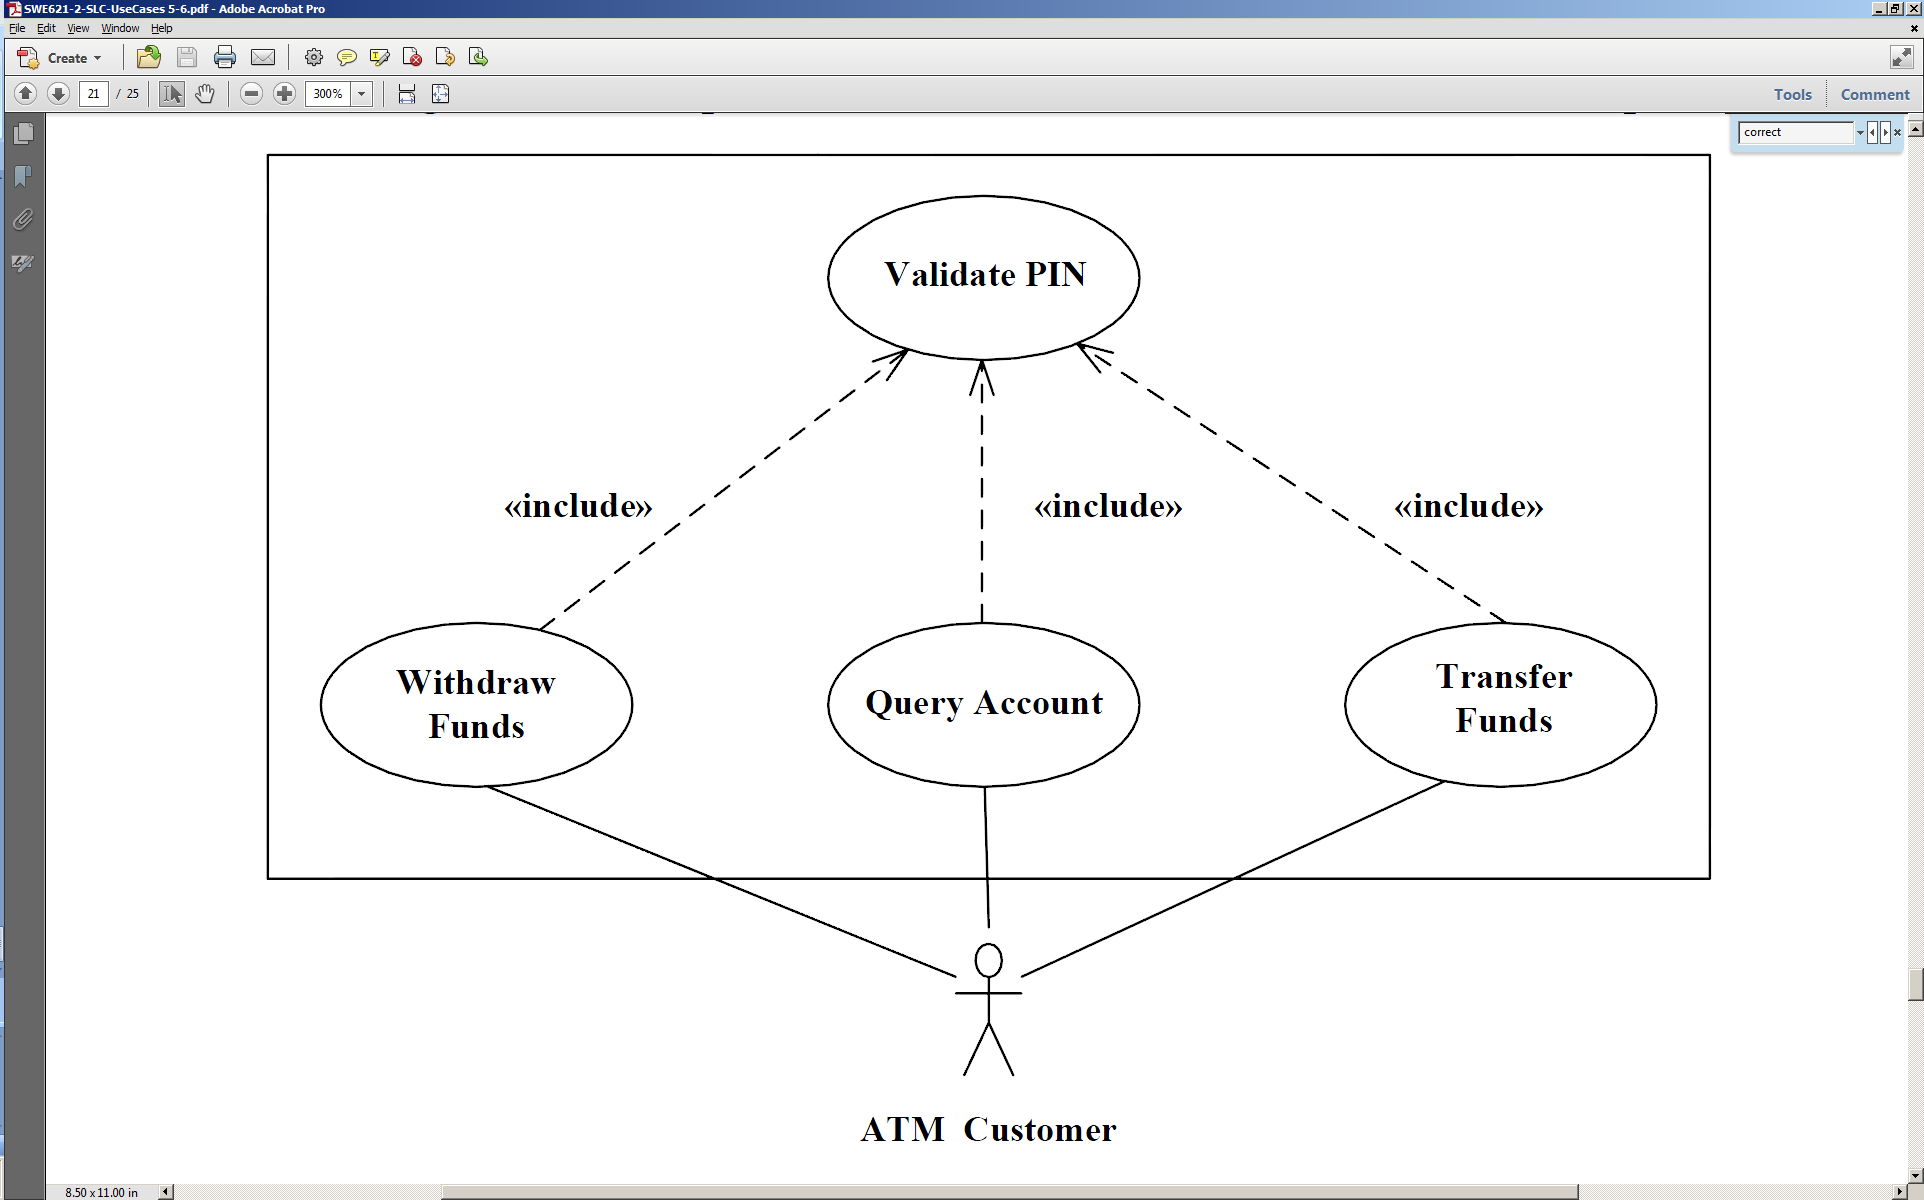 SWE621-2-SLC-UseCases 5-6.pdf - Adobe Acrobat Pro
File Edit View Window Help
Create
21 / 25 300% Tools Comment
correct
Validate PIN
«include» «include» «include»
Withdraw
Funds
Query Account
Transfer
Funds
ATM Customer
8.50 x 11.00 in